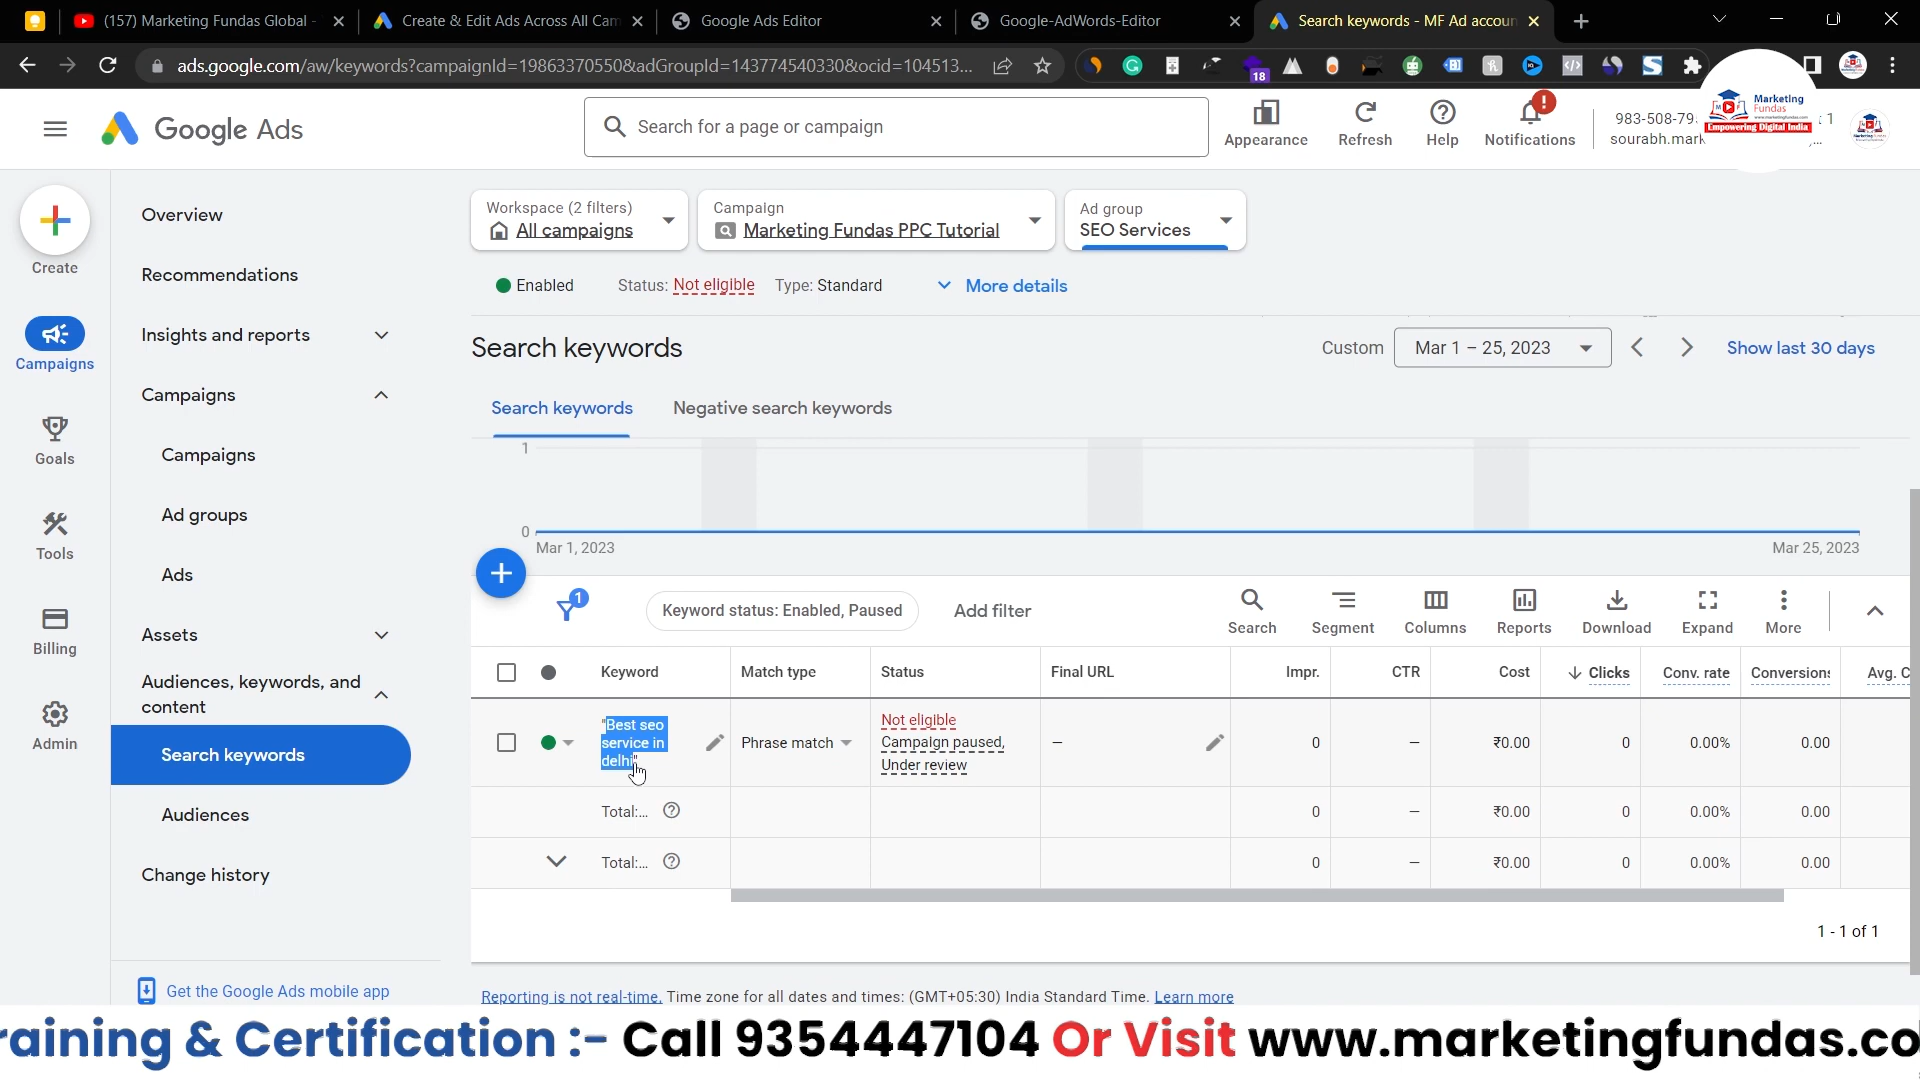 (157) Marketing Fundas Global -
Create & Edit Ads Across All Cam
Google Ads Editor
Google-AdWords-Editor
Search keywords - MF Ad accoun
ads.google.com/aw/keywords?campaignId=19863370550&adGroupId=143774540330&ocid=104513...
18
Google Ads
Search for a page or campaign
Appearance
Refresh
Help
!
Notifications
983-508-79
1
sourabh.mark
...
Marketing
Fundas
Empowering Digital India
Create
Campaigns
Goals
Tools
Billing
Admin
Overview
Recommendations
Insights and reports
Campaigns
Campaigns
Ad groups
Ads
Assets
Audiences, keywords, and
content
Search keywords
Audiences
Change history
Get the Google Ads mobile app
Workspace (2 filters)
All campaigns
Campaign
Marketing Fundas PPC Tutorial
Ad group
SEO Services
Enabled
Status: Not eligible
Type: Standard
More details
Search keywords
Custom
Mar 1 – 25, 2023
Show last 30 days
Search keywords
Negative search keywords
1
0
Mar 1, 2023
Mar 25, 2023
1
Keyword status: Enabled, Paused
Add filter
Search
Segment
Columns
Reports
Download
Expand
More
Keyword
Match type
Status
Final URL
Impr.
CTR
Cost
Clicks
Conv. rate
Conversions
Avg. C
"Best seo
service in
delhi"
Phrase match
Not eligible
Campaign paused,
Under review
–
0
–
₹0.00
0
0.00%
0.00
Total:...
0
–
₹0.00
0
0.00%
0.00
Total:...
0
–
₹0.00
0
0.00%
0.00
1 - 1 of 1
Reporting is not real-time. Time zone for all dates and times: (GMT+05:30) India Standard Time. Learn more
raining & Certification :- Call 9354447104 Or Visit www.marketingfundas.co